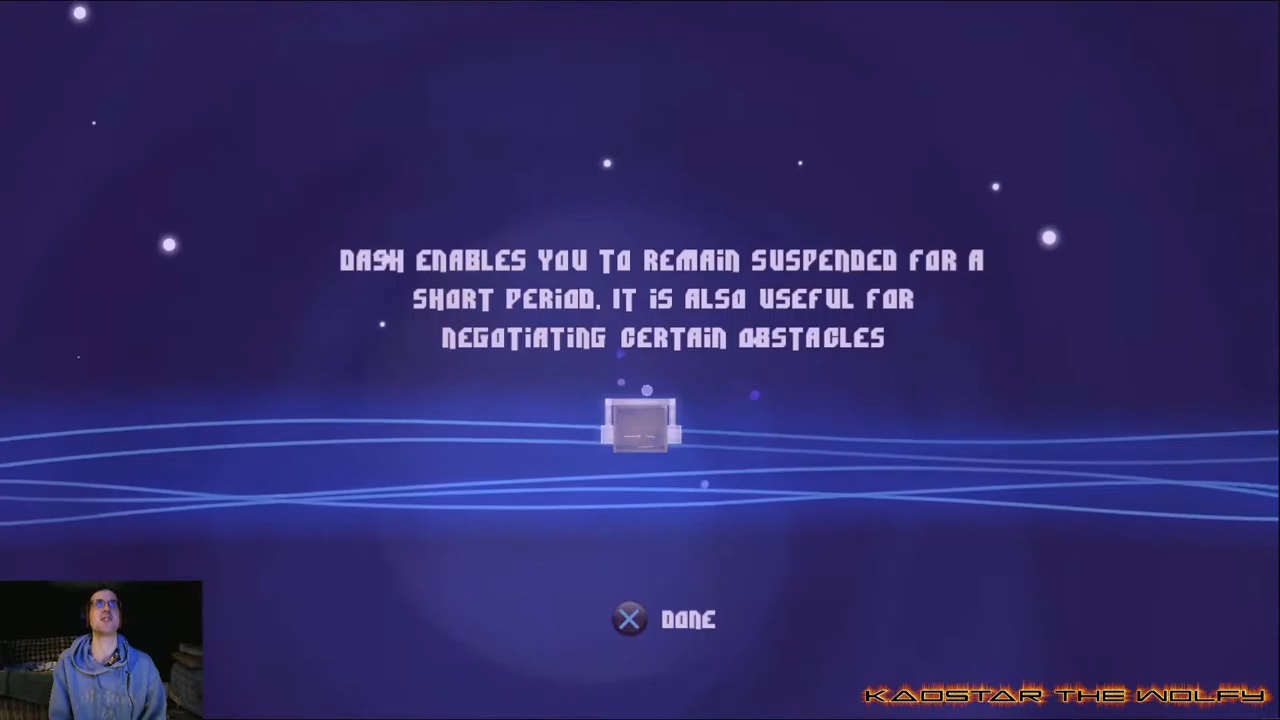 DASH ENABLES YOU TO REMAIN SUSPENDED FOR A
SHORT PERIOD. IT IS ALSO USEFUL FOR
NEGOTIATING CERTAIN OBSTACLES
DONE
KAOSTAR THE WOLFY